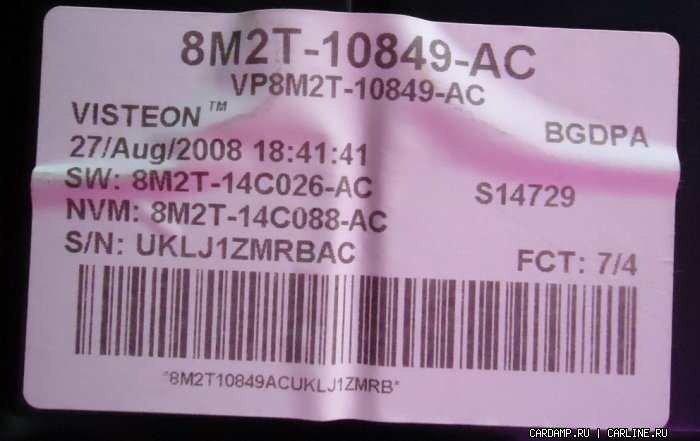 8M2T-10849-AC
VP8M2T-10849-AC
VISTEON™
BGDPA
27/Aug/2008 18:41:41
SW: 8M2T-14C026-AC
S14729
NVM: 8M2T-14C088-AC
S/N: UKLJ1ZMRBAC
FCT: 7/4
*8M2T10849ACUKLJ1ZMRB*
CARDAMP.RU | CARLINE.RU